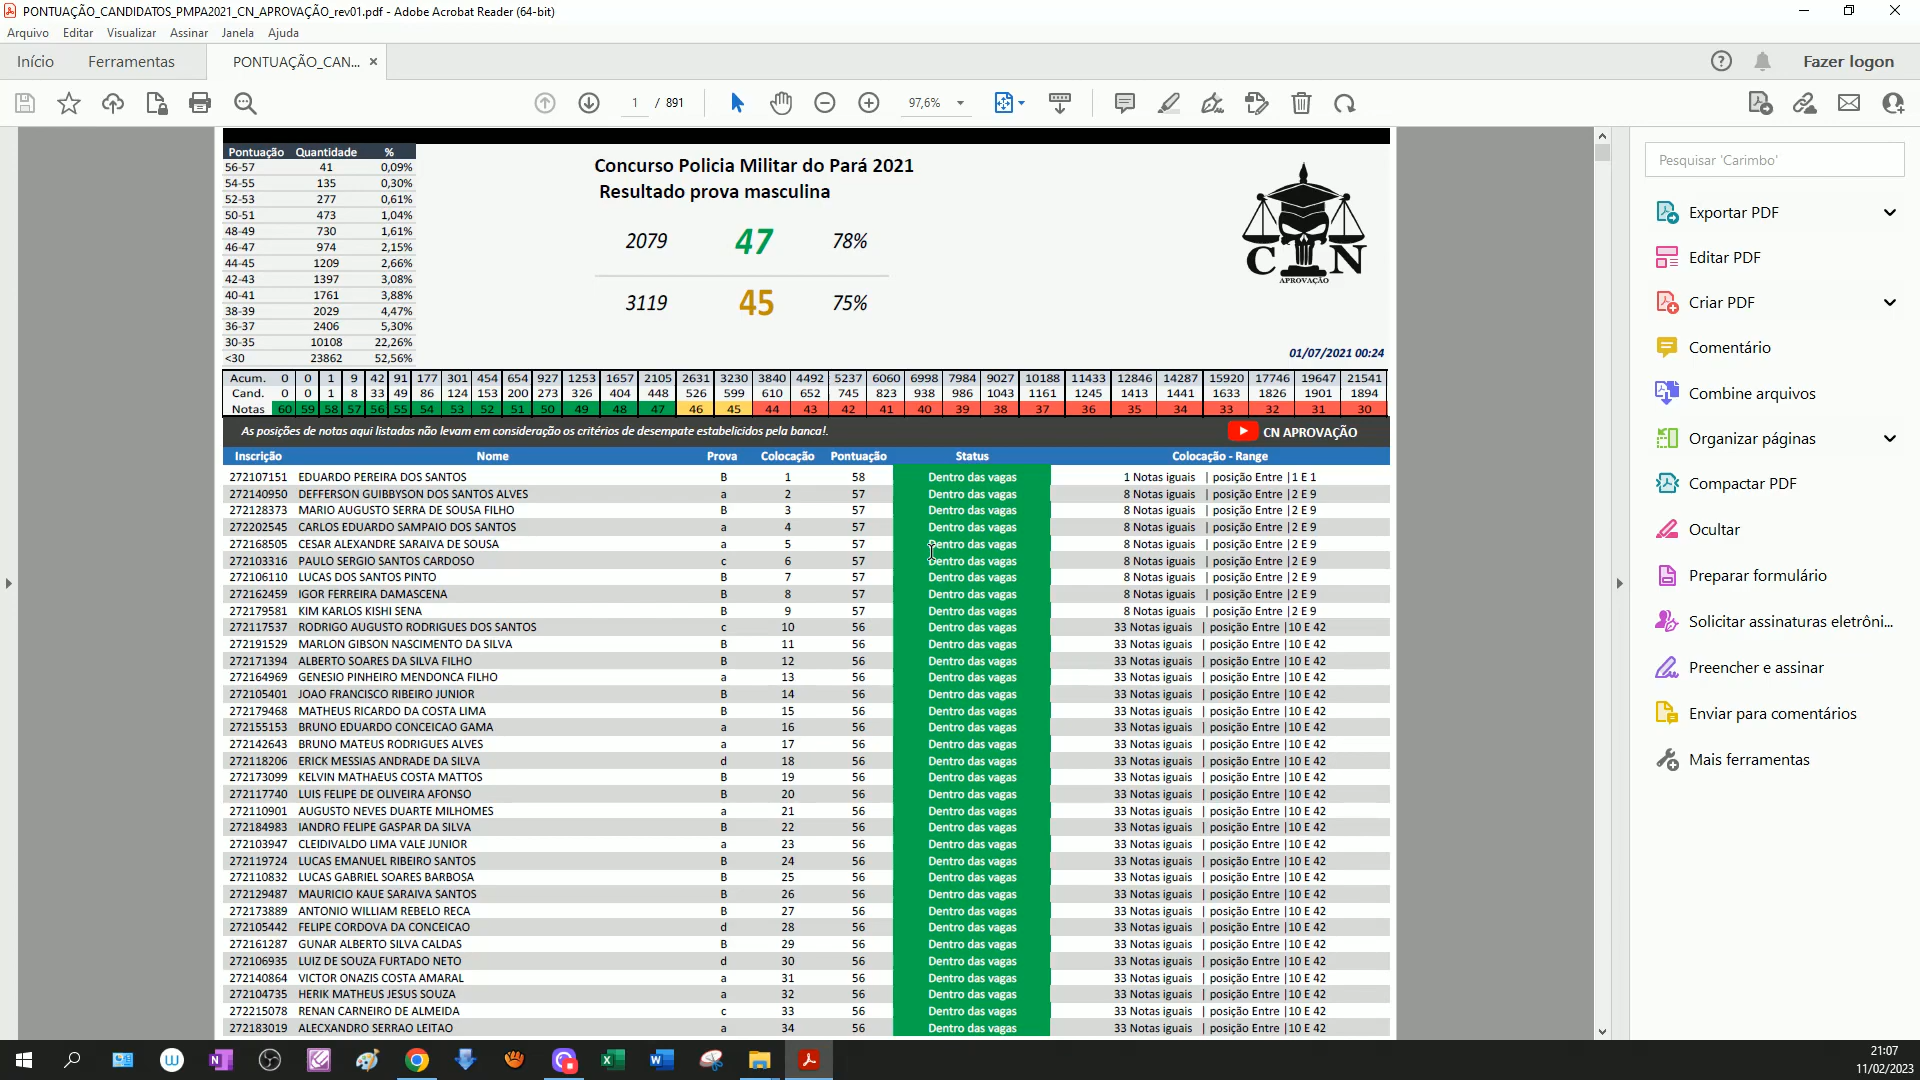 PONTUAÇÃO_CANDIDATOS_PMPA2021_CN_APROVAÇÃO_rev01.pdf - Adobe Acrobat Reader (64-bit)
Arquivo Editar Visualizar Assinar Janela Ajuda
Início Ferramentas PONTUAÇÃO_CAN... × Fazer logon
1 / 891 97,6%
Pontuação Quantidade %
56-57 41 0,09%
54-55 135 0,30%
52-53 277 0,61%
50-51 473 1,04%
48-49 730 1,61%
46-47 974 2,15%
44-45 1209 2,66%
42-43 1397 3,08%
40-41 1761 3,88%
38-39 2029 4,47%
36-37 2406 5,30%
30-35 10108 22,26%
<30 23862 52,56%
Concurso Policia Militar do Pará 2021
Resultado prova masculina
2079 47 78%
3119 45 75%
C N
APROVAÇÃO
01/07/2021 00:24
Acum. 0 0 1 9 42 91 177 301 454 654 927 1253 1657 2105 2631 3230 3840 4492 5237 6060 6998 7984 9027 10188 11433 12846 14287 15920 17746 19647 21541
Cand. 0 0 1 8 33 49 86 124 153 200 273 326 404 448 526 599 610 652 745 823 938 986 1043 1161 1245 1413 1441 1633 1826 1901 1894
Notas 60 59 58 57 56 55 54 53 52 51 50 49 48 47 46 45 44 43 42 41 40 39 38 37 36 35 34 33 32 31 30
As posições de notas aqui listadas não levam em consideração os critérios de desempate estabelicidos pela banca!. CN APROVAÇÃO
Inscrição Nome Prova Colocação Pontuação Status Colocação - Range
272107151 EDUARDO PEREIRA DOS SANTOS B 1 58 Dentro das vagas 1 Notas iguais | posição Entre |1 E 1
272140950 DEFFERSON GUIBBYSON DOS SANTOS ALVES a 2 57 Dentro das vagas 8 Notas iguais | posição Entre |2 E 9
272128373 MARIO AUGUSTO SERRA DE SOUSA FILHO B 3 57 Dentro das vagas 8 Notas iguais | posição Entre |2 E 9
272202545 CARLOS EDUARDO SAMPAIO DOS SANTOS a 4 57 Dentro das vagas 8 Notas iguais | posição Entre |2 E 9
272168505 CESAR ALEXANDRE SARAIVA DE SOUSA a 5 57 Dentro das vagas 8 Notas iguais | posição Entre |2 E 9
272103316 PAULO SERGIO SANTOS CARDOSO c 6 57 Dentro das vagas 8 Notas iguais | posição Entre |2 E 9
272106110 LUCAS DOS SANTOS PINTO B 7 57 Dentro das vagas 8 Notas iguais | posição Entre |2 E 9
272162459 IGOR FERREIRA DAMASCENA B 8 57 Dentro das vagas 8 Notas iguais | posição Entre |2 E 9
272179581 KIM KARLOS KISHI SENA B 9 57 Dentro das vagas 8 Notas iguais | posição Entre |2 E 9
272117537 RODRIGO AUGUSTO RODRIGUES DOS SANTOS c 10 56 Dentro das vagas 33 Notas iguais | posição Entre |10 E 42
272191529 MARLON GIBSON NASCIMENTO DA SILVA B 11 56 Dentro das vagas 33 Notas iguais | posição Entre |10 E 42
272171394 ALBERTO SOARES DA SILVA FILHO B 12 56 Dentro das vagas 33 Notas iguais | posição Entre |10 E 42
272164969 GENESIO PINHEIRO MENDONCA FILHO a 13 56 Dentro das vagas 33 Notas iguais | posição Entre |10 E 42
272105401 JOAO FRANCISCO RIBEIRO JUNIOR B 14 56 Dentro das vagas 33 Notas iguais | posição Entre |10 E 42
272179468 MATHEUS RICARDO DA COSTA LIMA B 15 56 Dentro das vagas 33 Notas iguais | posição Entre |10 E 42
272155153 BRUNO EDUARDO CONCEICAO GAMA a 16 56 Dentro das vagas 33 Notas iguais | posição Entre |10 E 42
272142643 BRUNO MATEUS RODRIGUES ALVES a 17 56 Dentro das vagas 33 Notas iguais | posição Entre |10 E 42
272118206 ERICK MESSIAS ANDRADE DA SILVA d 18 56 Dentro das vagas 33 Notas iguais | posição Entre |10 E 42
272173099 KELVIN MATHAEUS COSTA MATTOS B 19 56 Dentro das vagas 33 Notas iguais | posição Entre |10 E 42
272117740 LUIS FELIPE DE OLIVEIRA AFONSO B 20 56 Dentro das vagas 33 Notas iguais | posição Entre |10 E 42
272110901 AUGUSTO NEVES DUARTE MILHOMES a 21 56 Dentro das vagas 33 Notas iguais | posição Entre |10 E 42
272184983 IANDRO FELIPE GASPAR DA SILVA B 22 56 Dentro das vagas 33 Notas iguais | posição Entre |10 E 42
272103947 CLEIDIVALDO LIMA VALE JUNIOR a 23 56 Dentro das vagas 33 Notas iguais | posição Entre |10 E 42
272119724 LUCAS EMANUEL RIBEIRO SANTOS B 24 56 Dentro das vagas 33 Notas iguais | posição Entre |10 E 42
272110832 LUCAS GABRIEL SOARES BARBOSA B 25 56 Dentro das vagas 33 Notas iguais | posição Entre |10 E 42
272129487 MAURICIO KAUE SARAIVA SANTOS B 26 56 Dentro das vagas 33 Notas iguais | posição Entre |10 E 42
272173889 ANTONIO WILLIAM REBELO RECA B 27 56 Dentro das vagas 33 Notas iguais | posição Entre |10 E 42
272105442 FELIPE CORDOVA DA CONCEICAO d 28 56 Dentro das vagas 33 Notas iguais | posição Entre |10 E 42
272161287 GUNAR ALBERTO SILVA CALDAS B 29 56 Dentro das vagas 33 Notas iguais | posição Entre |10 E 42
272106935 LUIZ DE SOUZA FURTADO NETO d 30 56 Dentro das vagas 33 Notas iguais | posição Entre |10 E 42
272140864 VICTOR ONAZIS COSTA AMARAL a 31 56 Dentro das vagas 33 Notas iguais | posição Entre |10 E 42
272104735 HERIK MATHEUS JESUS SOUZA a 32 56 Dentro das vagas 33 Notas iguais | posição Entre |10 E 42
272215078 RENAN CARNEIRO DE ALMEIDA c 33 56 Dentro das vagas 33 Notas iguais | posição Entre |10 E 42
272183019 ALECXANDRO SERRAO LEITAO a 34 56 Dentro das vagas 33 Notas iguais | posição Entre |10 E 42
Pesquisar 'Carimbo'
Exportar PDF
Editar PDF
Criar PDF
Comentário
Combine arquivos
Organizar páginas
Compactar PDF
Ocultar
Preparar formulário
Solicitar assinaturas eletrôni...
Preencher e assinar
Enviar para comentários
Mais ferramentas
21:07
11/02/2023